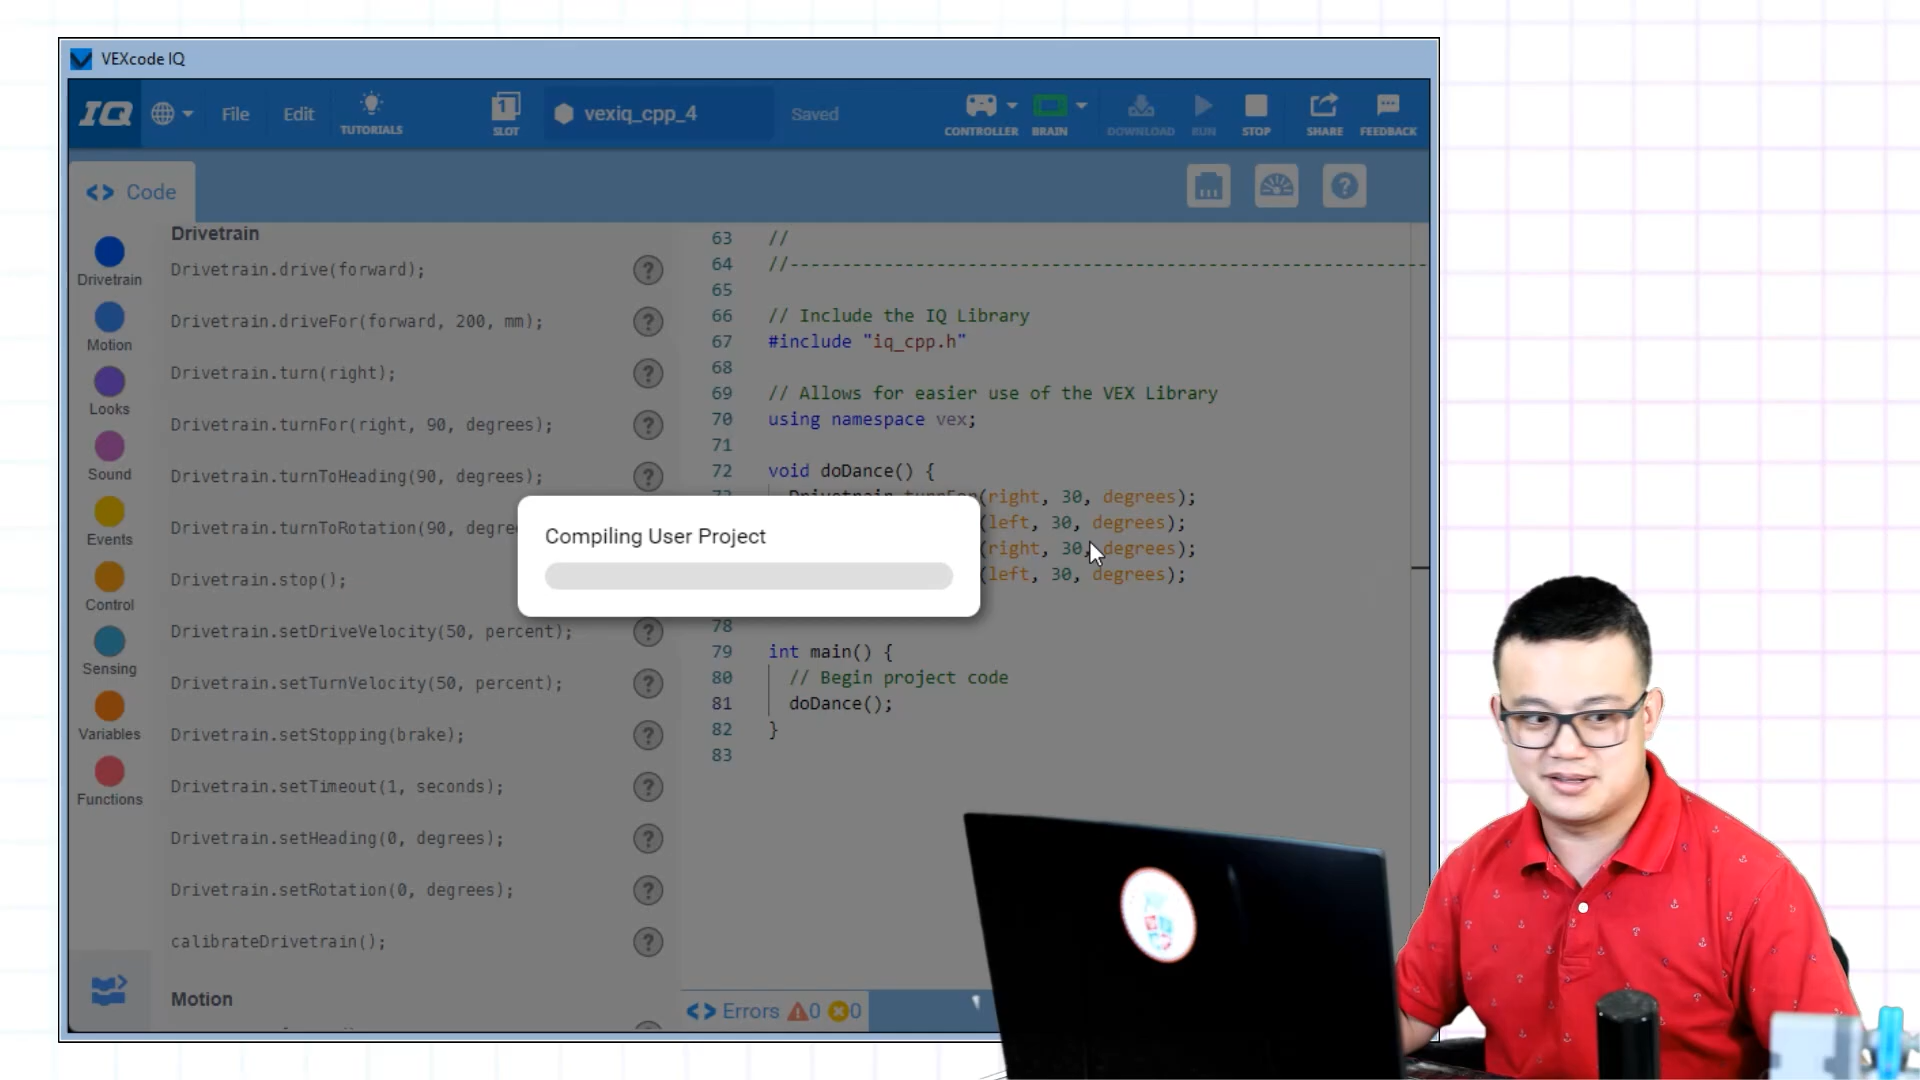 VEXcode IQ
IQ
File
Edit
TUTORIALS
1
SLOT
vexiq_cpp_4
Saved
CONTROLLER
BRAIN
DOWNLOAD
RUN
STOP
SHARE
FEEDBACK
<> Code
Drivetrain
Motion
Looks
Sound
Events
Control
Sensing
Variables
Functions
Drivetrain
Drivetrain.drive(forward);
Drivetrain.driveFor(forward, 200, mm);
Drivetrain.turn(right);
Drivetrain.turnFor(right, 90, degrees);
Drivetrain.turnToHeading(90, degrees);
Drivetrain.turnToRotation(90, degre
Drivetrain.stop();
Drivetrain.setDriveVelocity(50, percent);
Drivetrain.setTurnVelocity(50, percent);
Drivetrain.setStopping(brake);
Drivetrain.setTimeout(1, seconds);
Drivetrain.setHeading(0, degrees);
Drivetrain.setRotation(0, degrees);
calibrateDrivetrain();
Motion
63 //
64 //-------------------------------------------------------------
65
66 // Include the IQ Library
67 #include "iq_cpp.h"
68
69 // Allows for easier use of the VEX Library
70 using namespace vex;
71
72 void doDance() {
(right, 30, degrees);
(left, 30, degrees);
(right, 30, degrees);
(left, 30, degrees);
78
79 int main() {
80 // Begin project code
81 doDance();
82 }
83
Compiling User Project
<> Errors 0 0